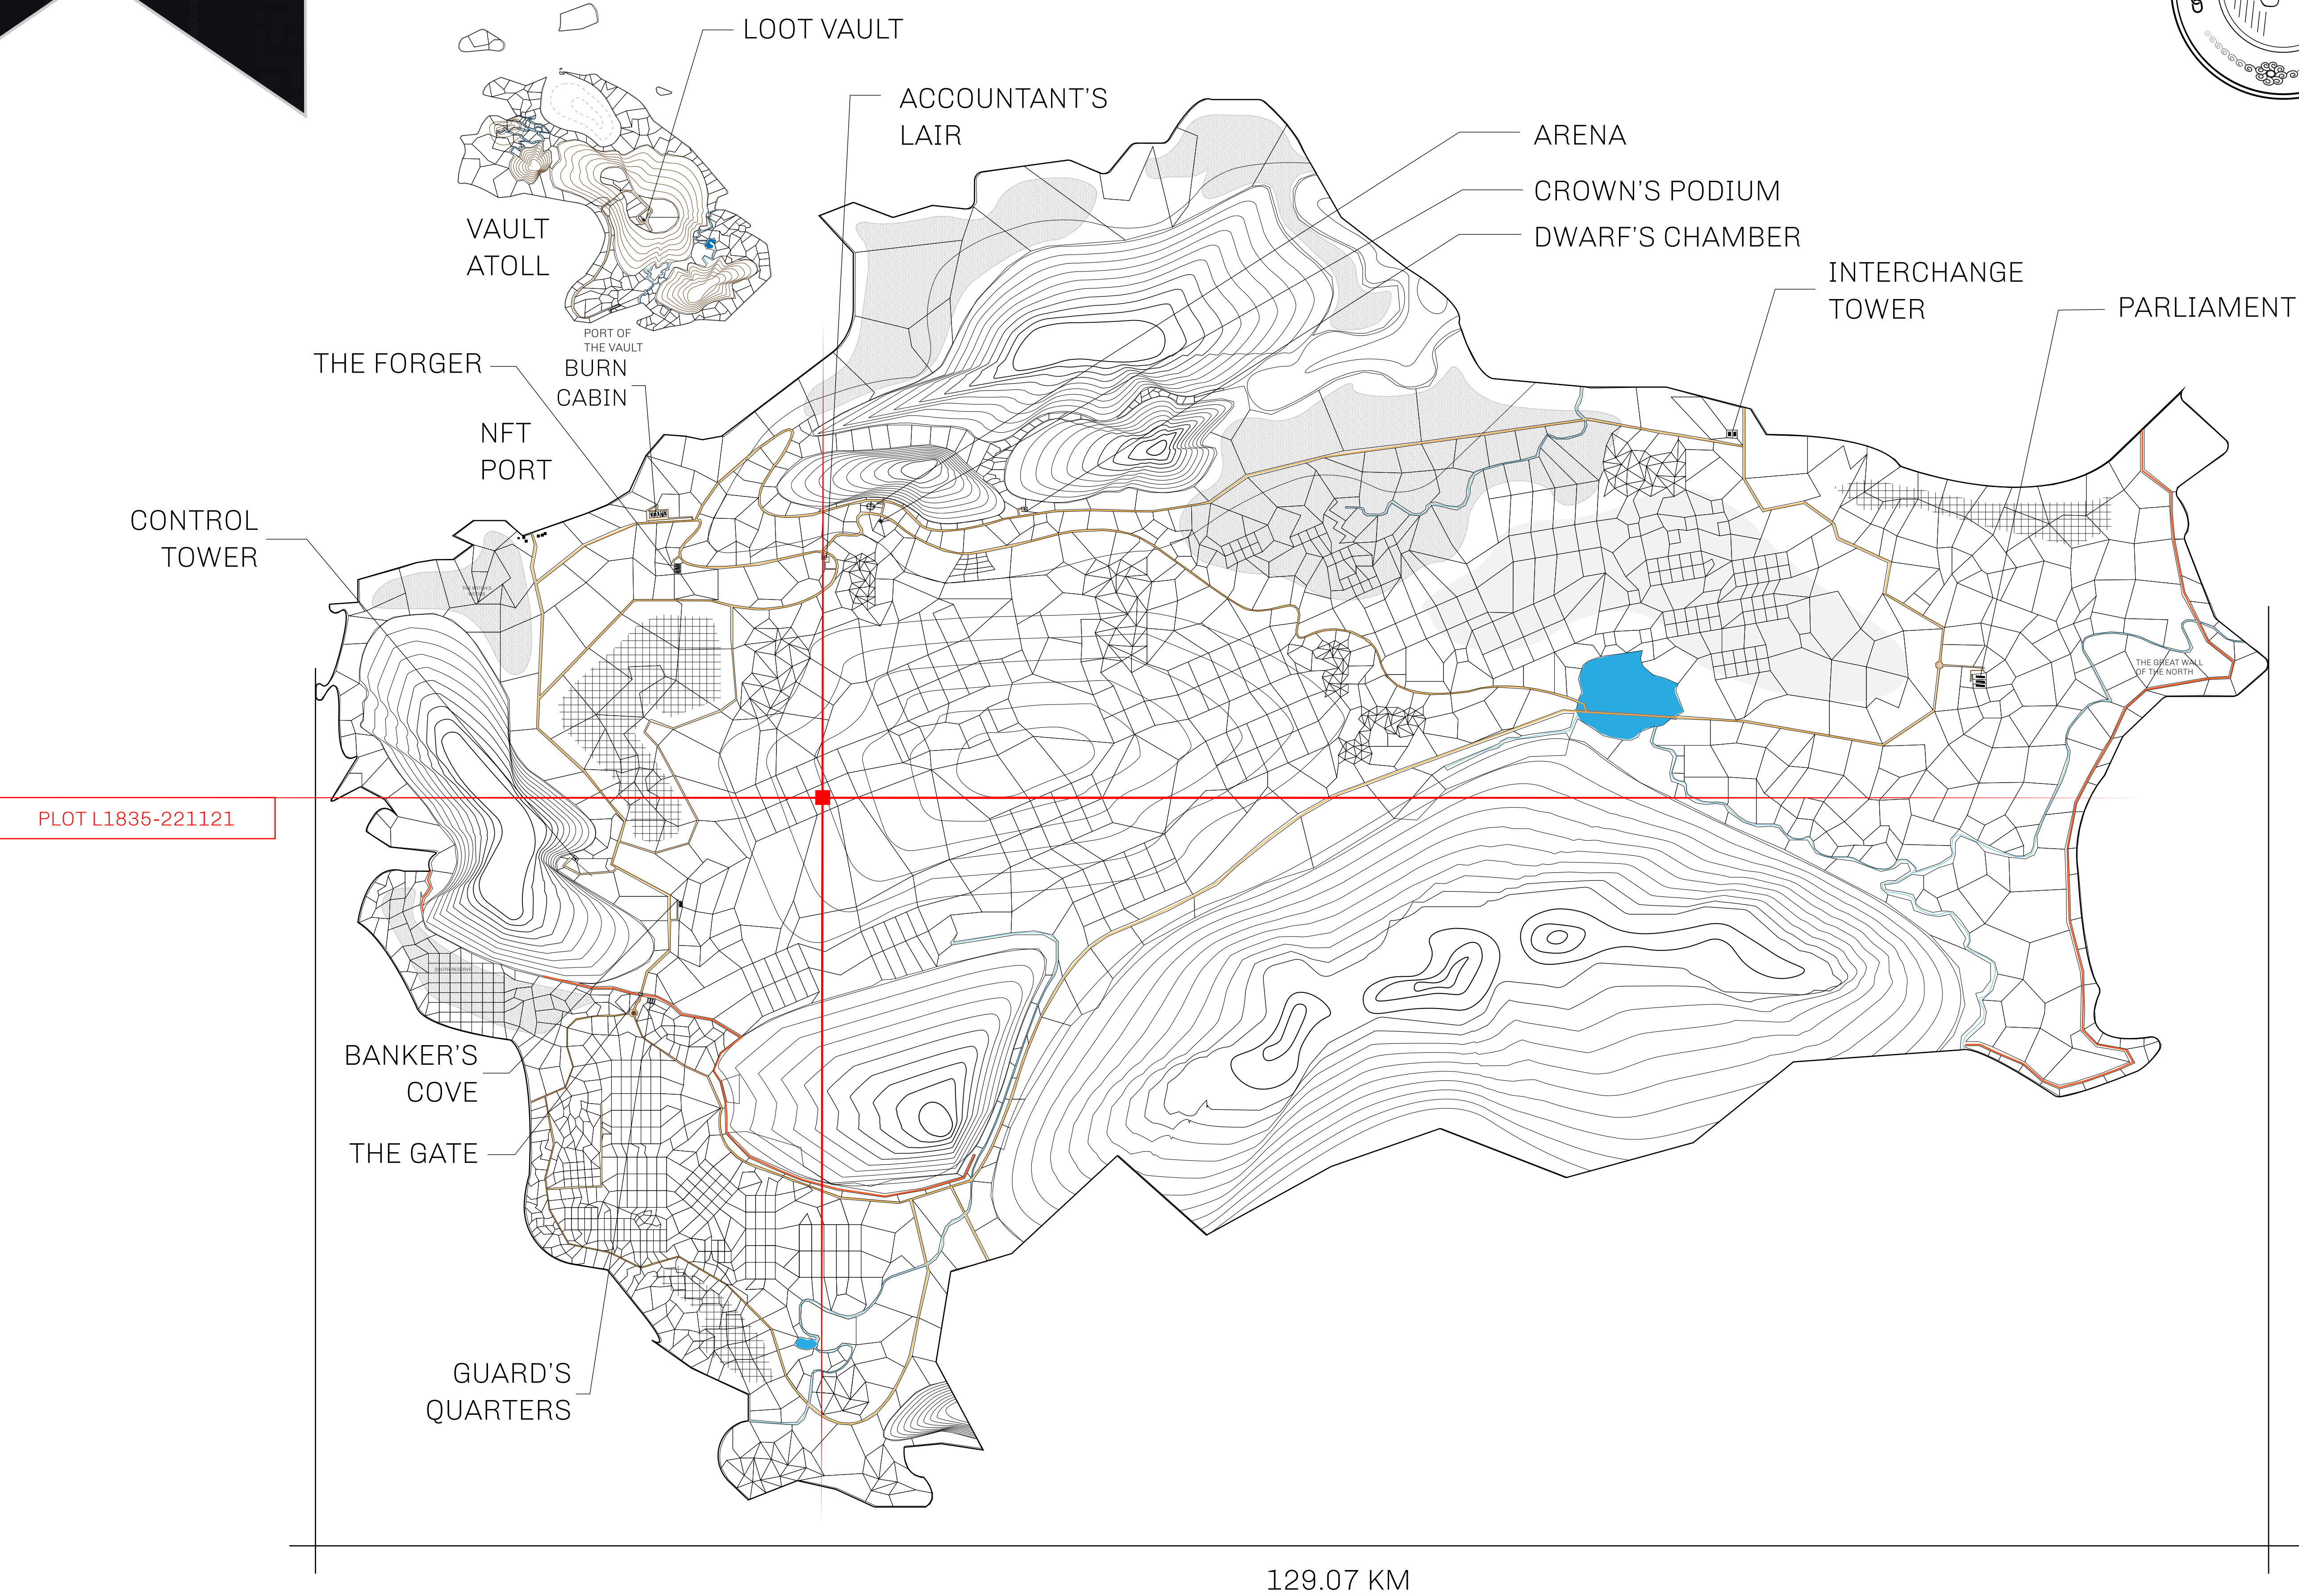 LOOT VAULT
ACCOUNTANT'S
LAIR
ARENA
CROWN'S PODIUM
DWARF'S CHAMBER
INTERCHANGE
TOWER
PARLIAMENT
VAULT
ATOLL
PORT OF
THE VAULT
THE FORGER
BURN
CABIN
NFT
PORT
CONTROL
TOWER
THE GREAT WALL
OF THE NORTH
PLOT L1835-221121
SOUTH RESERVE
BANKER'S
COVE
THE GATE
GUARD'S
QUARTERS
129.07 KM